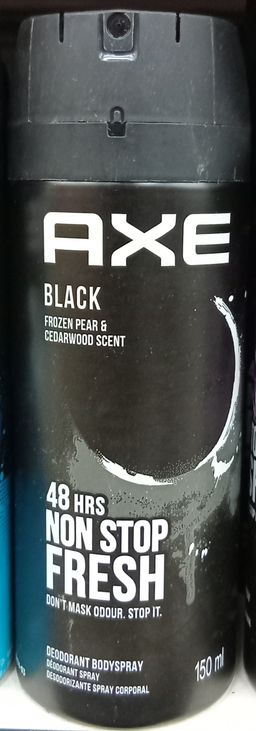 AXE
BLACK
FROZEN PEAR &
CEDARWOOD SCENT
48 HRS
NON STOP
FRESH
DON'T MASK ODOUR. STOP IT.
DEODORANT BODYSPRAY
DÉODORANT SPRAY
DESODORIZANTE SPRAY CORPORAL
150 ml